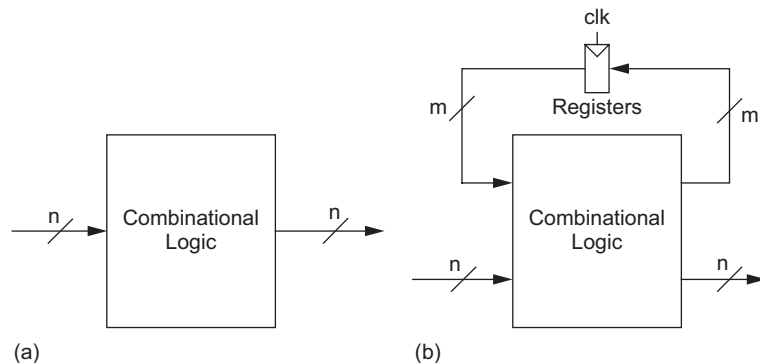 clk
Registers
m
m
n
Combinational
Logic
n
(a)
n
Combinational
Logic
n
(b)